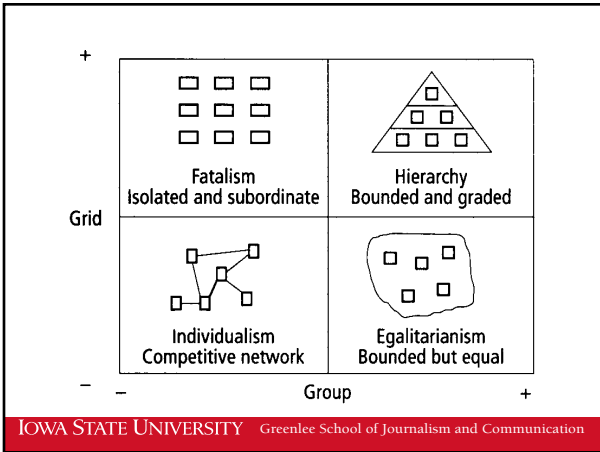 +
Fatalism
Isolated and subordinate
Hierarchy
Bounded and graded
Grid
Individualism
Competitive network
Egalitarianism
Bounded but equal
–
– Group +
IOWA STATE UNIVERSITY Greenlee School of Journalism and Communication